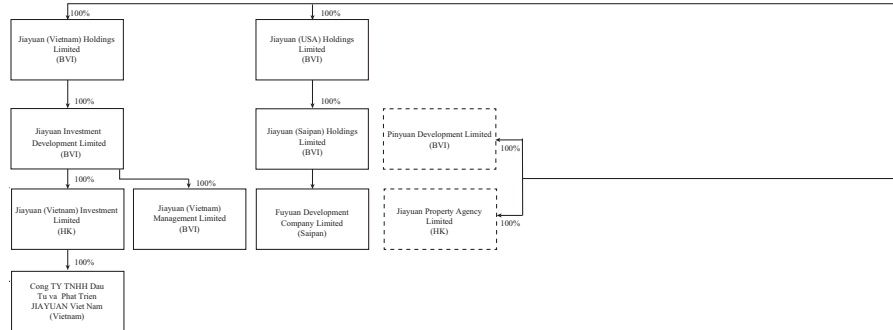 100%
100%
Jiayuan (Vietnam) Holdings
Limited
(BVI)
Jiayuan (USA) Holdings
Limited
(BVI)
100%
100%
Jiayuan Investment
Development Limited
(BVI)
Jiayuan (Saipan) Holdings
Limited
(BVI)
Pinyuan Development Limited
(BVI)
100%
100%
100%
Jiayuan (Vietnam) Investment
Limited
(HK)
Jiayuan (Vietnam)
Management Limited
(BVI)
Fuyuan Development
Company Limited
(Saipan)
Jiayuan Property Agency
Limited
(HK)
100%
100%
Cong TY TNHH Dau
Tu va Phat Trien
JIAYUAN Viet Nam
(Vietnam)